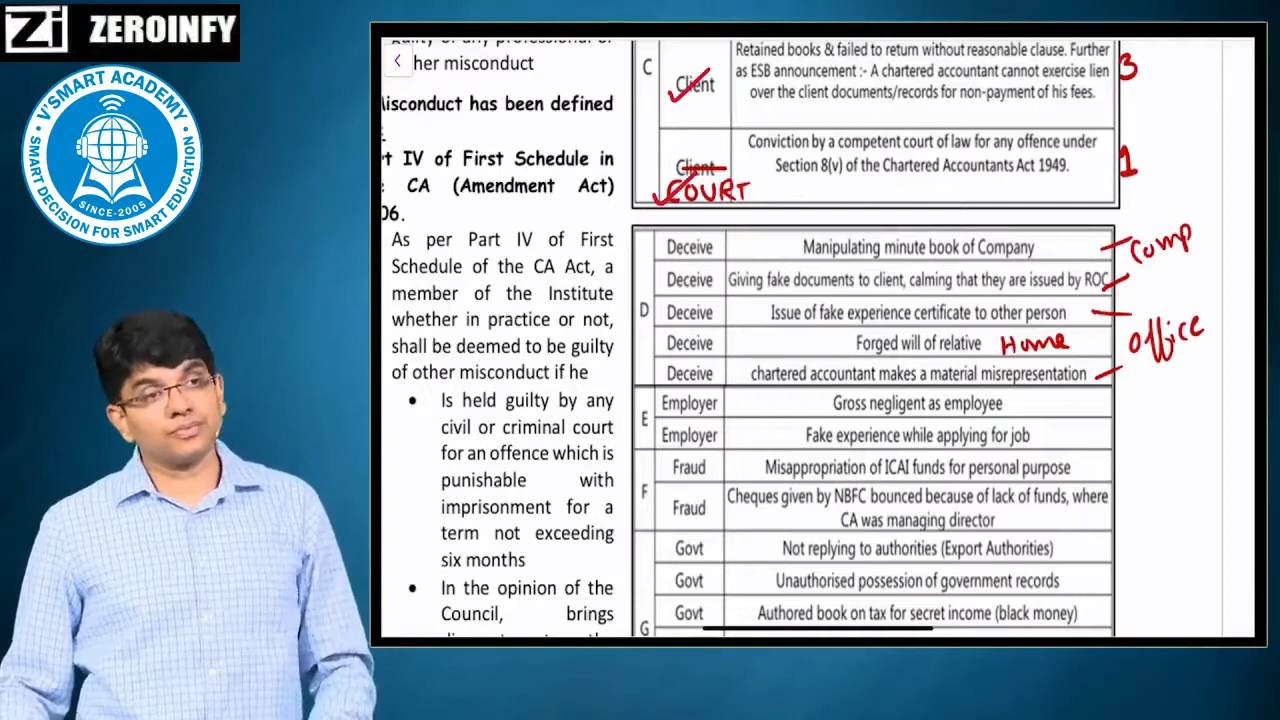 Zi ZEROINFY
V'SMART ACADEMY
SINCE-2005
SMART DECISION FOR SMART EDUCATION
guilty of any professional or
her misconduct
isconduct has been defined
t IV of First Schedule in
CA (Amendment Act)
06.
As per Part IV of First
Schedule of the CA Act, a
member of the Institute
whether in practice or not,
shall be deemed to be guilty
of other misconduct if he
• Is held guilty by any
civil or criminal court
for an offence which is
punishable with
imprisonment for a
term not exceeding
six months
• In the opinion of the
Council, brings
C
Client
Retained books & failed to return without reasonable clause. Further
as ESB announcement :- A chartered accountant cannot exercise lien
over the client documents/records for non-payment of his fees.
3
Client
COURT
Conviction by a competent court of law for any offence under
Section 8(v) of the Chartered Accountants Act 1949.
1
D
Deceive Manipulating minute book of Company
Comp
Deceive Giving fake documents to client, calming that they are issued by ROC
Deceive Issue of fake experience certificate to other person
Office
Deceive Forged will of relative Home
Deceive chartered accountant makes a material misrepresentation
E
Employer Gross negligent as employee
Employer Fake experience while applying for job
F
Fraud Misappropriation of ICAI funds for personal purpose
Fraud Cheques given by NBFC bounced because of lack of funds, where
CA was managing director
G
Govt Not replying to authorities (Export Authorities)
Govt Unauthorised possession of government records
Govt Authored book on tax for secret income (black money)